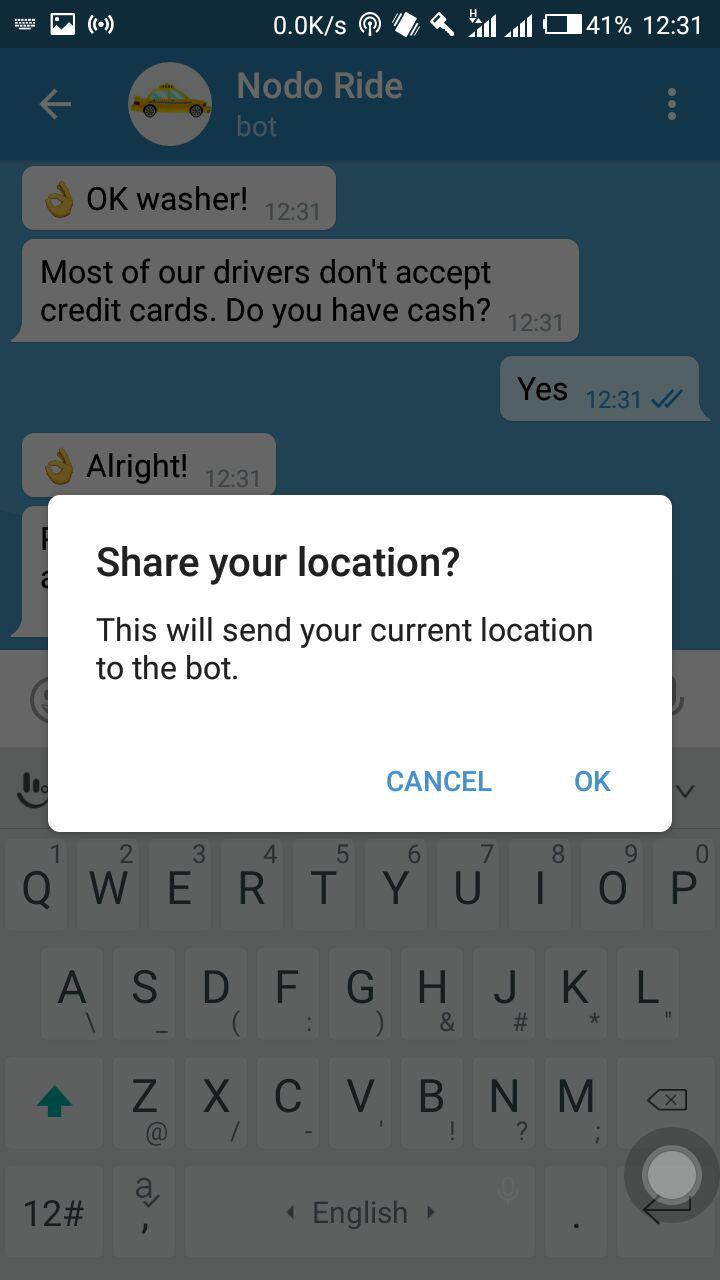 0.0K/s H 41% 12:31
Nodo Ride
bot
👌 OK washer! 12:31
Most of our drivers don't accept
credit cards. Do you have cash? 12:31
Yes 12:31
👌 Alright! 12:31
Share your location?
This will send your current location
to the bot.
CANCEL OK
1 2 3 4 5 6 7 8 9 0
Q W E R T Y U I O P
A S D F G H J K L
\ _ ( : ) & # * "
Z X C V B N M
@ / - ' ! ? ;
12# a , English .